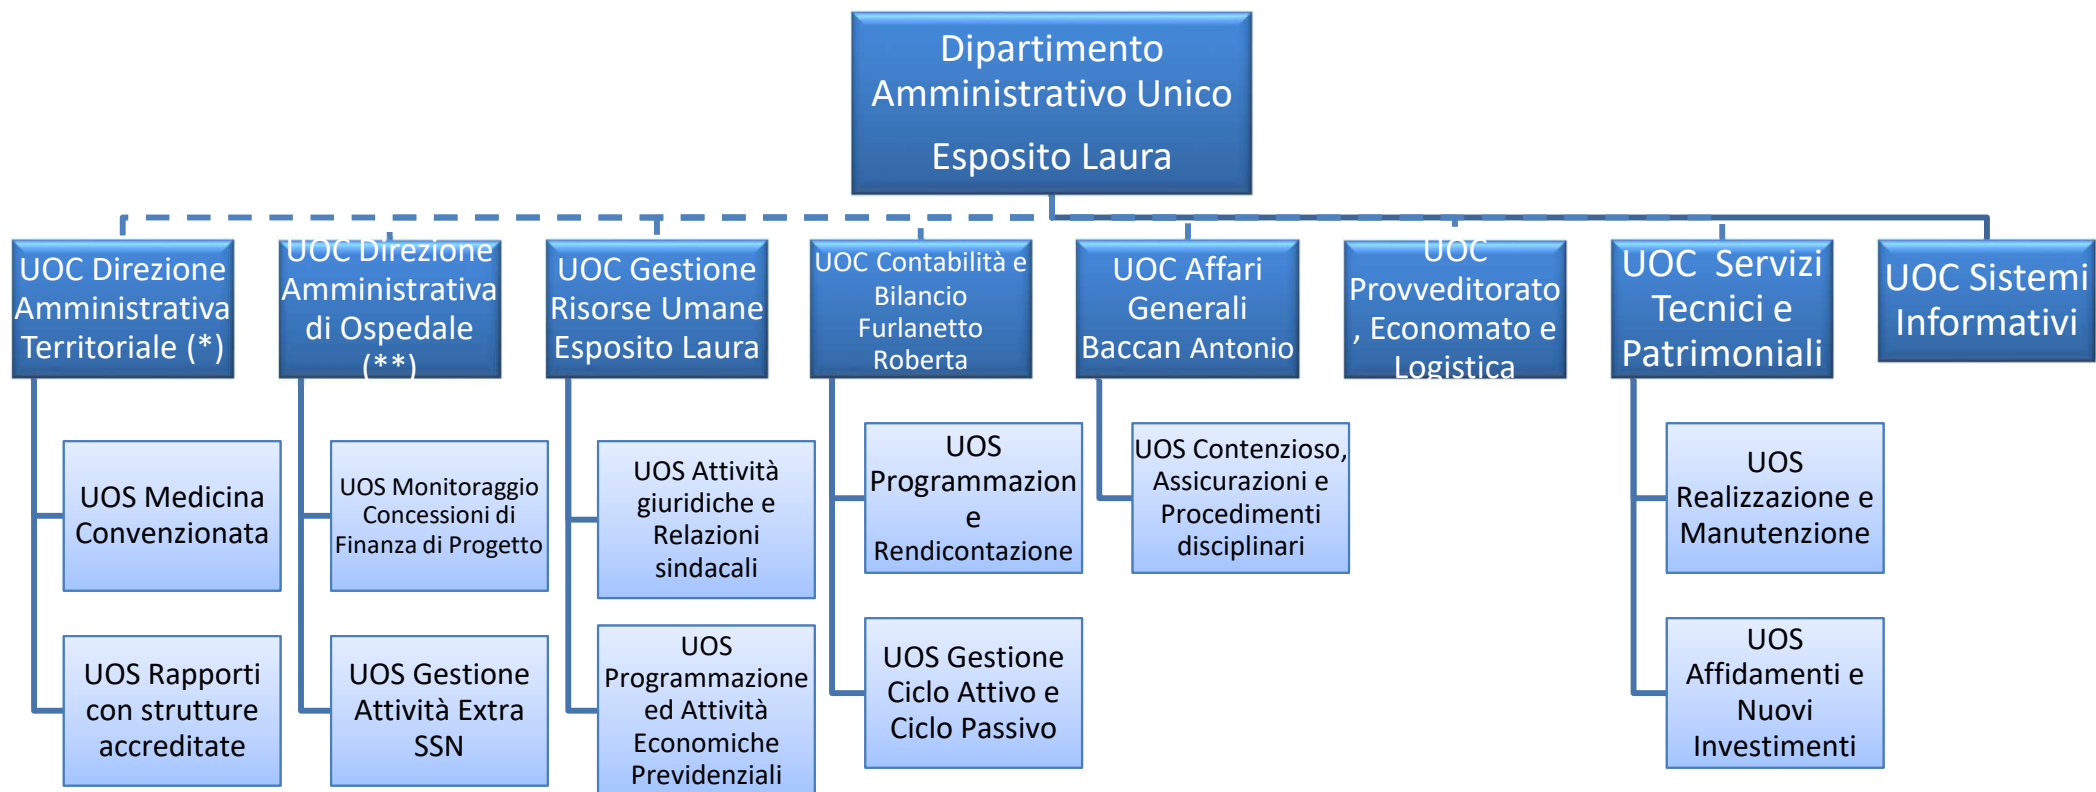 Dipartimento
Amministrativo Unico
Esposito Laura
UOC Direzione
Amministrativa
Territoriale (*)
UOC Direzione
Amministrativa
di Ospedale
(**)
UOC Gestione
Risorse Umane
Esposito Laura
UOC Contabilità e
Bilancio
Furlanetto
Roberta
UOC Affari
Generali
Baccan Antonio
UOC
Provveditorato
, Economato e
Logistica
UOC  Servizi
Tecnici e
Patrimoniali
UOC Sistemi
Informativi
UOS Medicina
Convenzionata
UOS Monitoraggio
Concessioni di
Finanza di Progetto
UOS Attività
giuridiche e
Relazioni
sindacali
UOS
Programmazion
e
Rendicontazione
UOS Contenzioso,
Assicurazioni e
Procedimenti
disciplinari
UOS
Realizzazione e
Manutenzione
UOS Rapporti
con strutture
accreditate
UOS Gestione
Attività Extra
SSN
UOS
Programmazione
ed Attività
Economiche
Previdenziali
UOS Gestione
Ciclo Attivo e
Ciclo Passivo
UOS
Affidamenti e
Nuovi
Investimenti